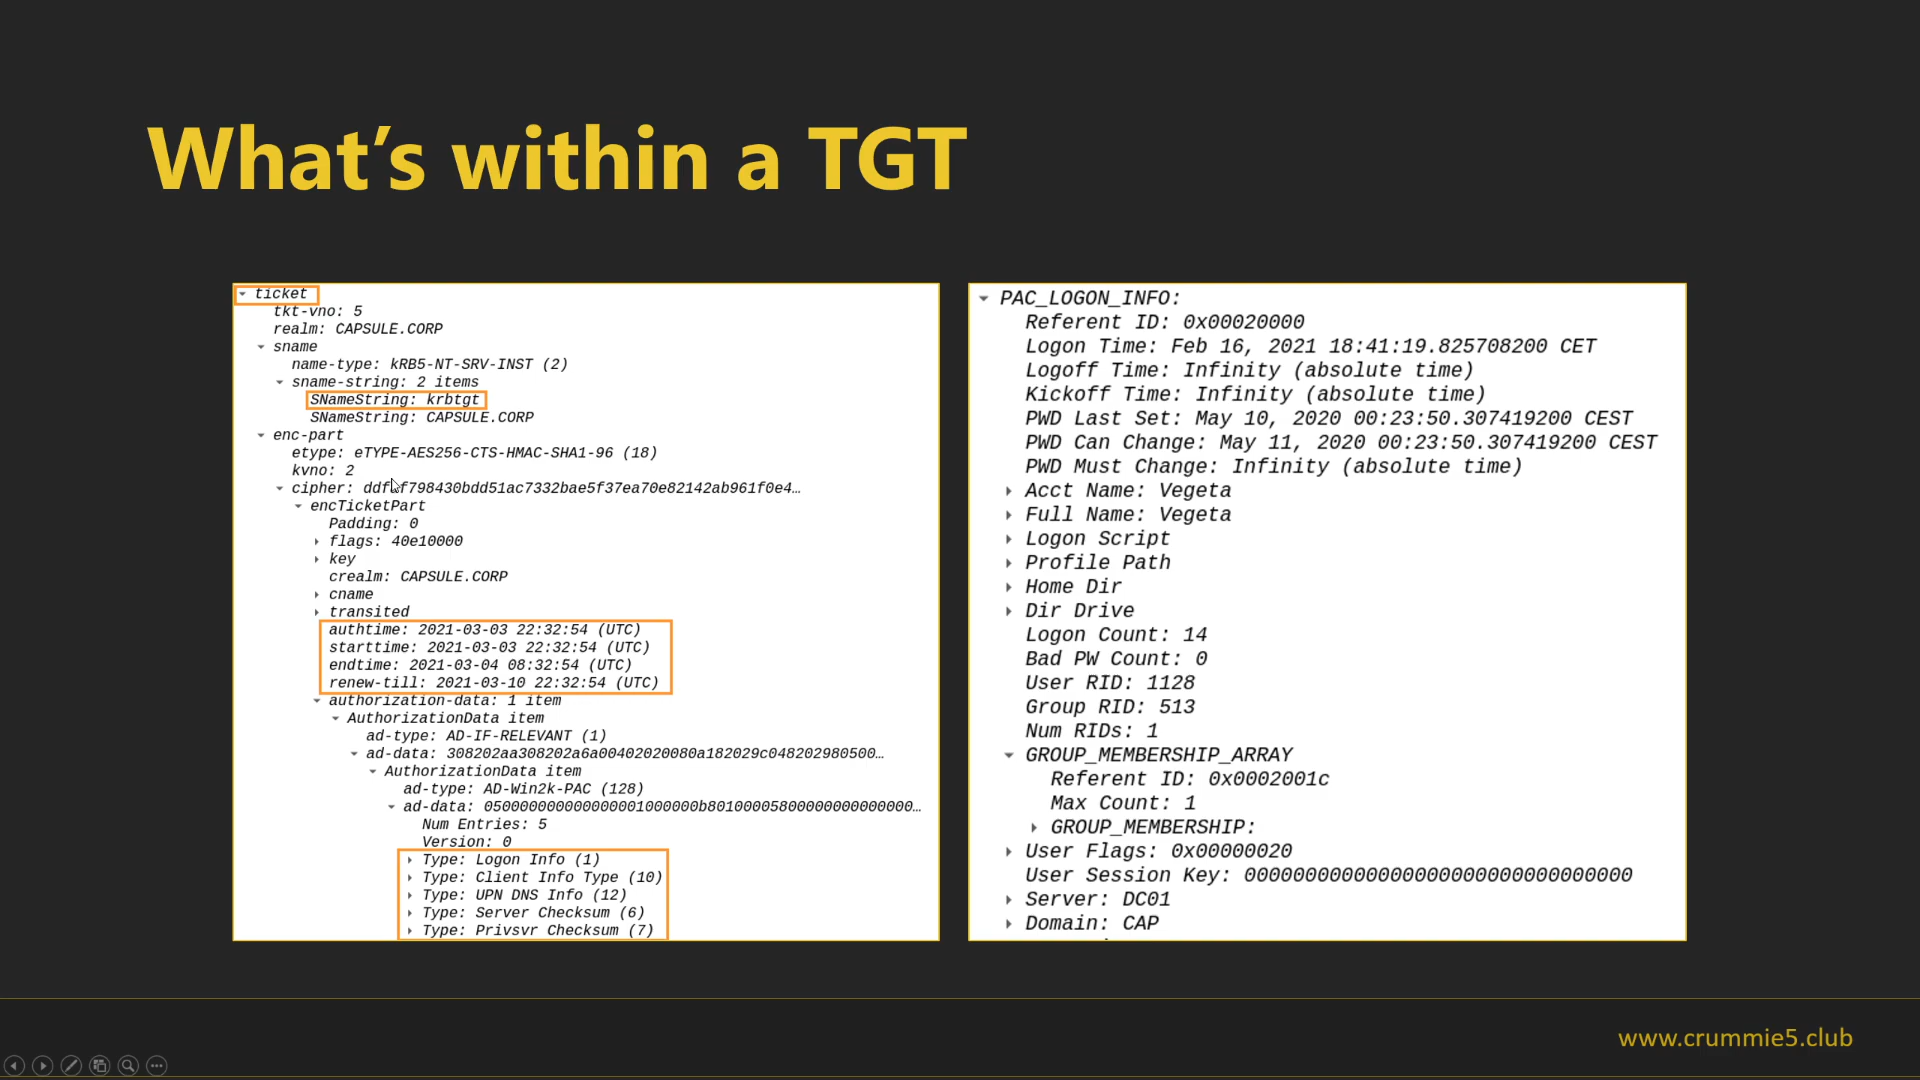 What's within a TGT
ticket
tkt-vno: 5
realm: CAPSULE.CORP
sname
name-type: kRB5-NT-SRV-INST (2)
sname-string: 2 items
SNameString: krbtgt
SNameString: CAPSULE.CORP
enc-part
etype: eTYPE-AES256-CTS-HMAC-SHA1-96 (18)
kvno: 2
cipher:
encTicketPart
Padding: 0
flags: 40e10000
key
crealm: CAPSULE.CORP
cname
transited
authtime: 2021-03-03 22:32:54 (UTC)
starttime: 2021-03-03 22:32:54 (UTC)
endtime: 2021-03-04 08:32:54 (UTC)
renew-till: 2021-03-10 22:32:54 (UTC)
authorization-data: 1 item
AuthorizationData item
ad-type: AD-IF-RELEVANT (1)
ad-data: 308202aa308202a6a00402020080a182029c048202980500…
AuthorizationData item
ad-type: AD-Win2k-PAC (128)
ad-data:
Num Entries: 5
Version: 0
Type: Logon Info (1)
Type: Client Info Type (10)
Type: UPN DNS Info (12)
Type: Server Checksum (6)
Type: Privsvr Checksum (7)
PAC_LOGON_INFO:
Referent ID: 0x00020000
Logon Time: Feb 16, 2021 18:41:19.825708200 CET
Logoff Time: Infinity (absolute time)
Kickoff Time: Infinity (absolute time)
PWD Last Set: May 10, 2020 00:23:50.307419200 CEST
PWD Can Change: May 11, 2020 00:23:50.307419200 CEST
PWD Must Change: Infinity (absolute time)
Acct Name: Vegeta
Full Name: Vegeta
Logon Script
Profile Path
Home Dir
Dir Drive
Logon Count: 14
Bad PW Count: 0
User RID: 1128
Group RID: 513
Num RIDs: 1
GROUP_MEMBERSHIP_ARRAY
Referent ID: 0x0002001c
Max Count: 1
GROUP_MEMBERSHIP:
User Flags: 0x00000020
User Session Key: 00000000000000000000000000000000
Server: DC01
Domain: CAP
www.crummie5.club